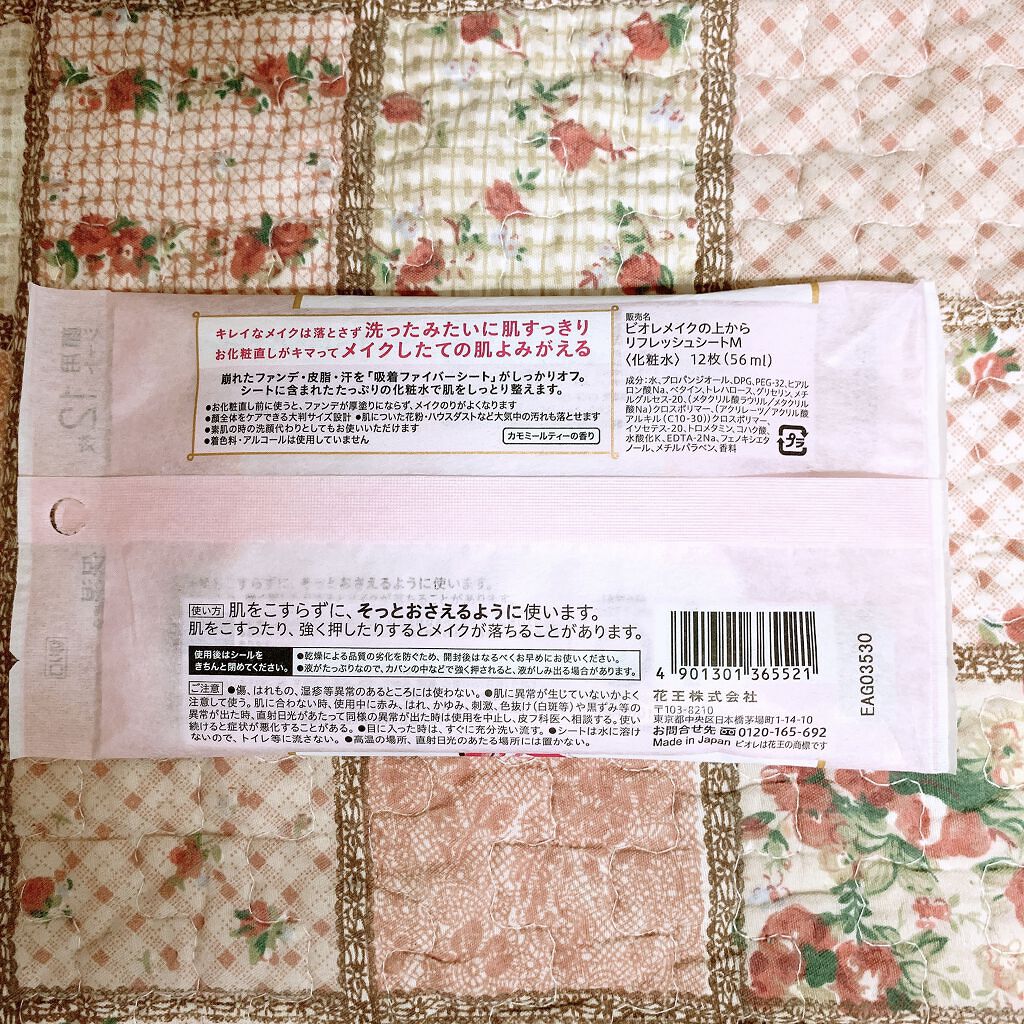 キレイなメイクは落とさず 洗ったみたいに肌すっきり
お化粧直しがキマって メイクしたての肌よみがえる
崩れたファンデ・皮脂・汗を「吸着ファイバーシート」がしっかりオフ。
シートに含まれたたっぷりの化粧水で肌をしっとり整えます。
●お化粧直し前に使うと、ファンデが厚塗りにならず、メイクのりがよくなります
●顔全体をケアできる大判サイズ設計 ●肌についた花粉・ハウスダストなど大気中の汚れも落とせます
●素肌の時の洗顔代わりとしてもお使いいただけます
●着色料・アルコールは使用していません
カモミールティーの香り
販売名
ビオレメイクの上から
リフレッシュシートM
〈化粧水〉 12枚(56ml)
成分:水、プロパンジオール、DPG、PEG-32、ヒアル
ロン酸Na、ベタイン、トレハロース、グリセリン、メチ
ルグルセス-20、(メタクリル酸ラウリル/メタクリル
酸Na)クロスポリマー、(アクリレーツ/アクリル酸
アルキル(C10-30))クロスポリマー、
イソセテス-20、トロメタミン、コハク酸、
水酸化K、EDTA-2Na、フェノキシエタ
ノール、メチルパラベン、香料
プラ
使い方 肌をこすらずに、そっとおさえるように使います。
肌をこすったり、強く押したりするとメイクが落ちることがあります。
使用後はシールを
きちんと閉めてください。
●乾燥による品質の劣化を防ぐため、開封後はなるべくお早めにお使いください。
●液がたっぷりなので、カバンの中などで強く押されると、液がしみ出る場合があります。
ご注意 ●傷、はれもの、湿疹等異常のあるところには使わない。●肌に異常が生じていないかよく
注意して使う。肌に合わない時、使用中に赤み、はれ、かゆみ、刺激、色抜け(白斑等)や黒ずみ等の
異常が出た時、直射日光があたって同様の異常が出た時は使用を中止し、皮フ科医へ相談する。使い
続けると症状が悪化することがある。●目に入った時は、すぐに充分洗い流す。●シートは水に溶け
ないので、トイレ等に流さない。●高温の場所、直射日光のあたる場所には置かない。
4 901301 365521
花王株式会社
〒103-8210
東京都中央区日本橋茅場町1-14-10
お問合せ先 0120-165-692
Made in Japan ビオレは花王の商標です
EAG03530